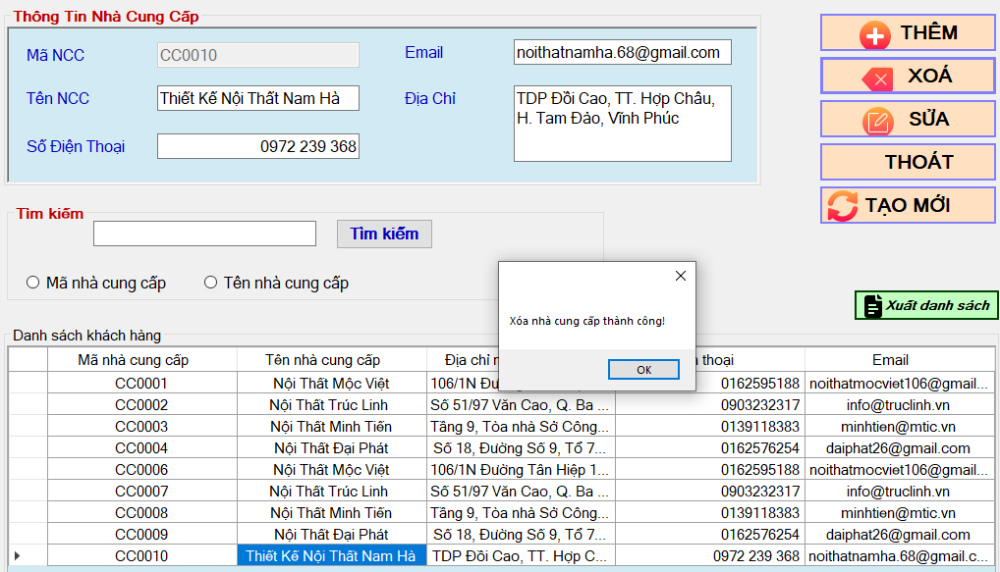 Thông Tin Nhà Cung Cấp
Mã NCC
CC0010
Email
noithatnamha.68@gmail.com
Tên NCC
Thiết Kế Nội Thất Nam Hà
Địa Chỉ
TDP Đồi Cao, TT. Hợp Châu,
H. Tam Đảo, Vĩnh Phúc
Số Điện Thoại
0972 239 368
THÊM
XOÁ
SỬA
THOÁT
TẠO MỚI
Tìm kiếm
Tìm kiếm
Mã nhà cung cấp
Tên nhà cung cấp
Xuất danh sách
Xóa nhà cung cấp thành công!
OK
Danh sách khách hàng
Mã nhà cung cấp Tên nhà cung cấp Địa chỉ thoại Email
CC0001 Nội Thất Mộc Việt 106/1N Đư 0162595188 noithatmocviet106@gmail...
CC0002 Nội Thất Trúc Linh Số 51/97 Văn Cao, Q. Ba ... 0903232317 info@truclinh.vn
CC0003 Nội Thất Minh Tiến Tầng 9, Tòa nhà Sở Công... 0139118383 minhtien@mtic.vn
CC0004 Nội Thất Đại Phát Số 18, Đường Số 9, Tổ 7... 0162576254 daiphat26@gmail.com
CC0006 Nội Thất Mộc Việt 106/1N Đường Tân Hiệp 1... 0162595188 noithatmocviet106@gmail...
CC0007 Nội Thất Trúc Linh Số 51/97 Văn Cao, Q. Ba ... 0903232317 info@truclinh.vn
CC0008 Nội Thất Minh Tiến Tầng 9, Tòa nhà Sở Công... 0139118383 minhtien@mtic.vn
CC0009 Nội Thất Đại Phát Số 18, Đường Số 9, Tổ 7... 0162576254 daiphat26@gmail.com
CC0010 Thiết Kế Nội Thất Nam Hà TDP Đồi Cao, TT. Hợp C... 0972 239 368 noithatnamha.68@gmail.c...